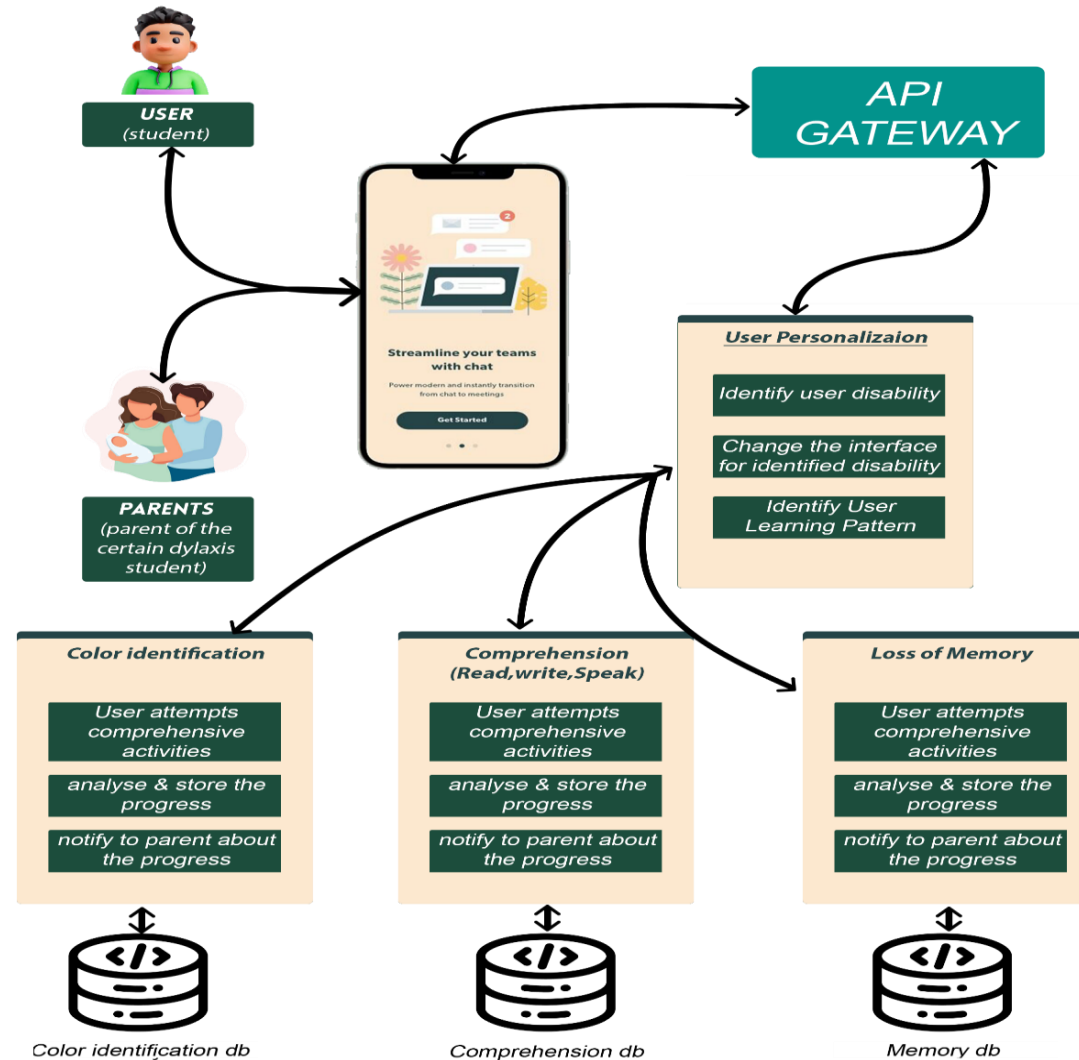 USER
(student)
API
GATEWAY
2
Streamline your teams
with chat
Power modern and instantly transition
from chat to meetings
Get Started
PARENTS
(parent of the
certain dylaxis
student)
User Personalizaion
Identify user disability
Change the interface
for identified disability
Identify User
Learning Pattern
Color identification
User attempts
comprehensive
activities
analyse & store the
progress
notify to parent about
the progress
Comprehension
(Read,write,Speak)
User attempts
comprehensive
activities
analyse & store the
progress
notify to parent about
the progress
Loss of Memory
User attempts
comprehensive
activities
analyse & store the
progress
notify to parent about
the progress
</>
Color identification db
</>
Comprehension db
</>
Memory db